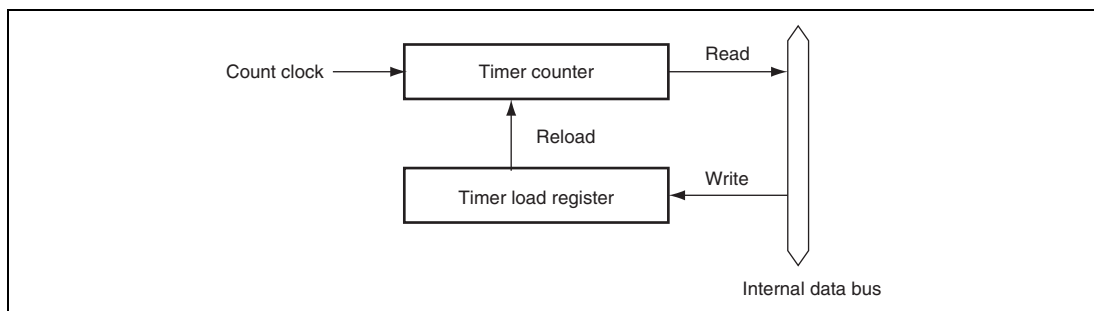 Count clock
Timer counter
Read
Reload
Timer load register
Write
Internal data bus